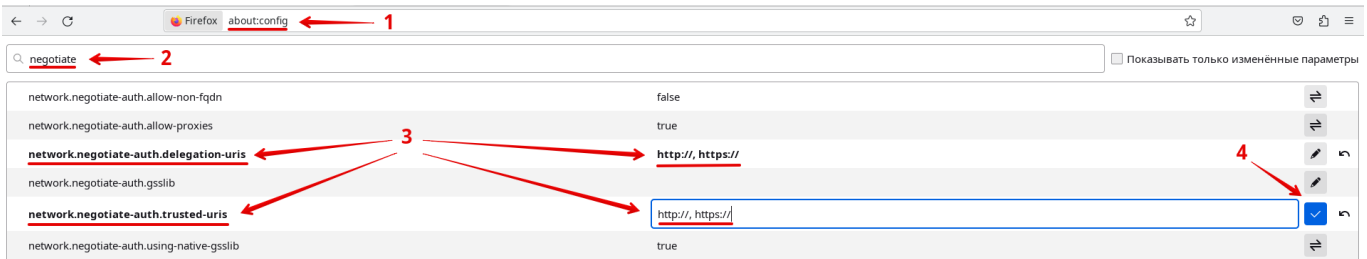 Firefox about:config 1
negotiate 2 Показывать только изменённые параметры
network.negotiate-auth.allow-non-fqdn false
network.negotiate-auth.allow-proxies true
3
network.negotiate-auth.delegation-uris http://, https:// 4
network.negotiate-auth.gsslib
network.negotiate-auth.trusted-uris http://, https://
network.negotiate-auth.using-native-gsslib true